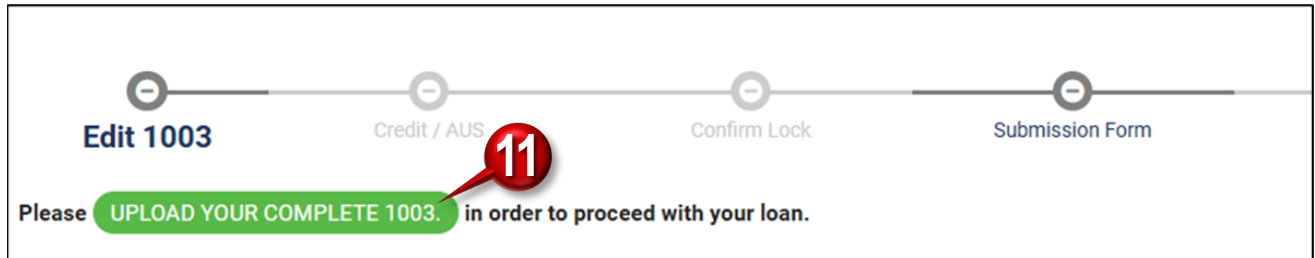 Edit 1003
Credit / AUS
Confirm Lock
Submission Form
11
Please UPLOAD YOUR COMPLETE 1003. in order to proceed with your loan.